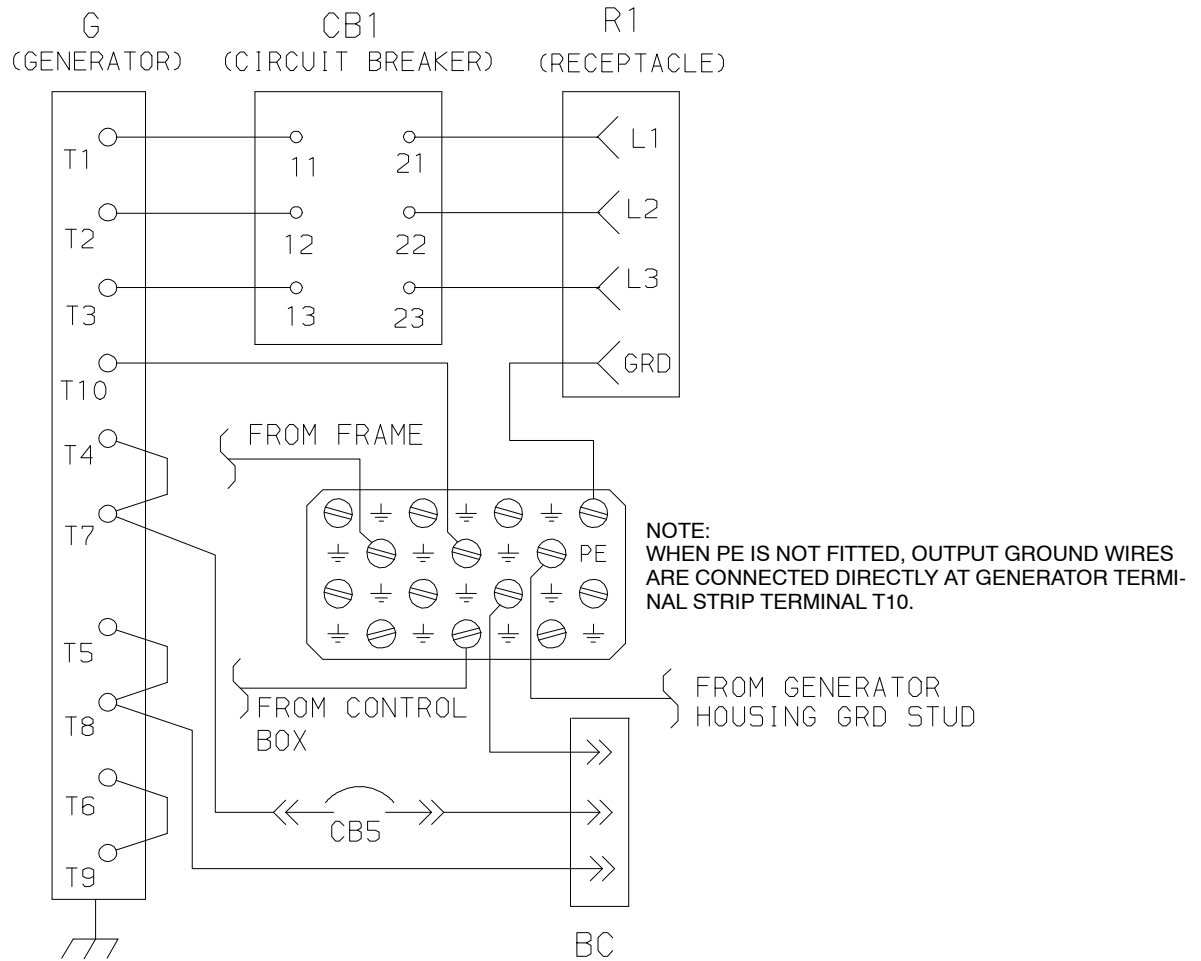 G
(GENERATOR)
CB1
(CIRCUIT BREAKER)
R1
(RECEPTACLE)
T1
11
21
L1
T2
12
22
L2
T3
13
23
L3
T10
GRD
T4
FROM FRAME
T7
PE
NOTE:
WHEN PE IS NOT FITTED, OUTPUT GROUND WIRES
ARE CONNECTED DIRECTLY AT GENERATOR TERMI-
NAL STRIP TERMINAL T10.
T5
T8
FROM CONTROL
BOX
FROM GENERATOR
HOUSING GRD STUD
T6
CB5
T9
BC